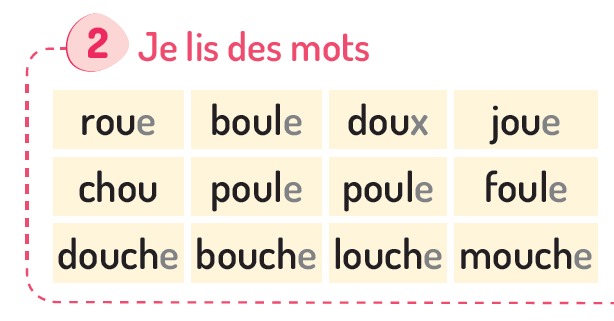 2 Je lis des mots
roue boule doux joue
chou poule poule foule
douche bouche louche mouche